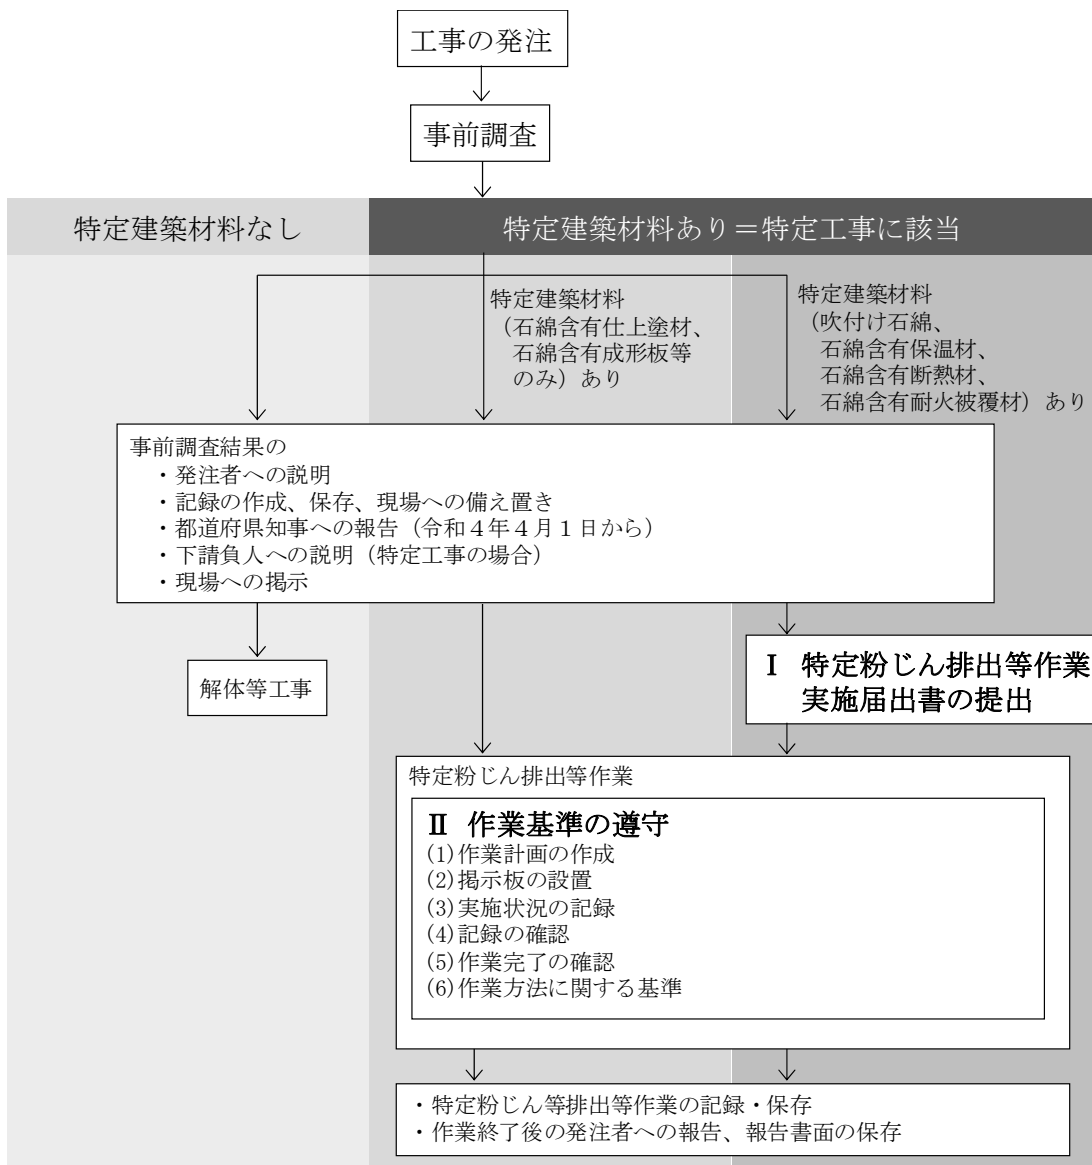 工事の発注
事前調査
特定建築材料なし
特定建築材料あり＝特定工事に該当
特定建築材料
（石綿含有仕上塗材、
石綿含有成形板等
のみ）あり
特定建築材料
（吹付け石綿、
石綿含有保温材、
石綿含有断熱材、
石綿含有耐火被覆材）あり
事前調査結果の
・発注者への説明
・記録の作成、保存、現場への備え置き
・都道府県知事への報告（令和４年４月１日から）
・下請負人への説明（特定工事の場合）
・現場への掲示
解体等工事
Ⅰ 特定粉じん排出等作業
実施届出書の提出
特定粉じん排出等作業
Ⅱ 作業基準の遵守
(1)作業計画の作成
(2)掲示板の設置
(3)実施状況の記録
(4)記録の確認
(5)作業完了の確認
(6)作業方法に関する基準
・特定粉じん等排出等作業の記録・保存
・作業終了後の発注者への報告、報告書面の保存